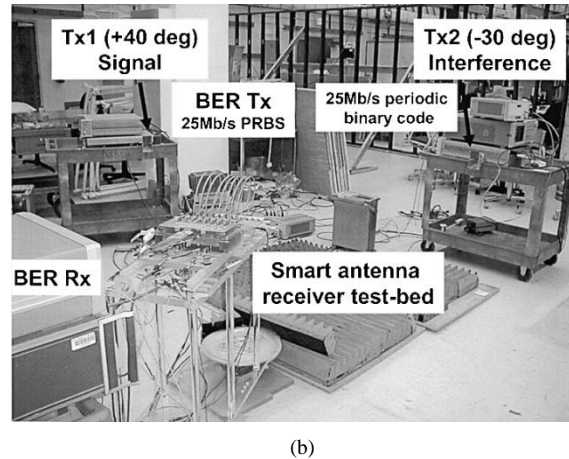 Tx1 (+40 deg)
Signal
Tx2 (-30 deg)
Interference
BER Tx
25Mb/s PRBS
25Mb/s periodic
binary code
BER Rx
Smart antenna
receiver test-bed
(b)